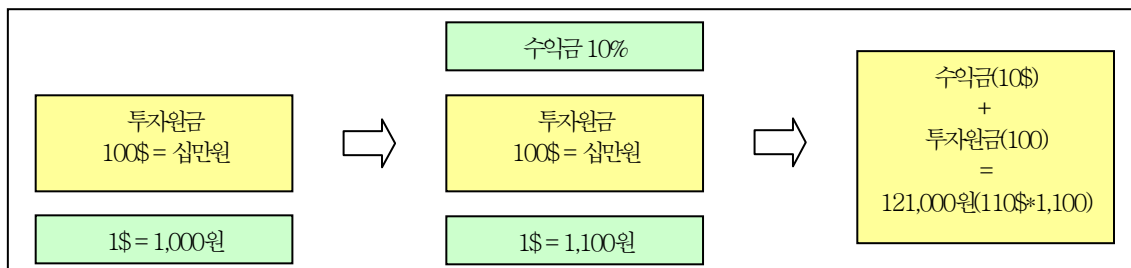 투자원금
100$ = 십만원
1$ = 1,000원
수익금 10%
투자원금
100$ = 십만원
1$ = 1,100원
수익금(10$)
+
투자원금(100)
=
121,000원(110$*1,100)